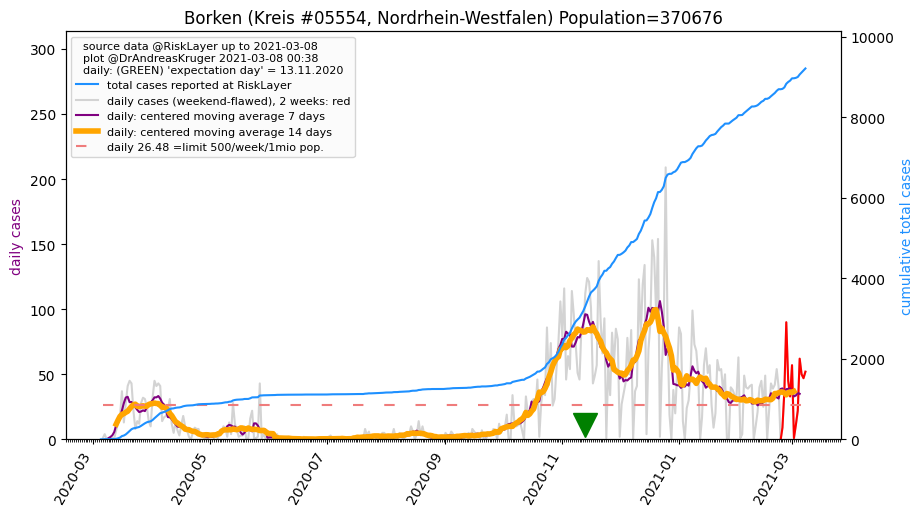 Borken (Kreis #05554, Nordrhein-Westfalen) Population=370676
source data @RiskLayer up to 2021-03-08
plot @DrAndreasKruger 2021-03-08 00:38
daily: (GREEN) 'expectation day' = 13.11.2020
total cases reported at RiskLayer
daily cases (weekend-flawed), 2 weeks: red
daily: centered moving average 7 days
daily: centered moving average 14 days
daily 26.48 =limit 500/week/1mio pop.
daily cases
300
250
200
150
100
50
0
cumulative total cases
10000
8000
6000
4000
2000
0
2020-03
2020-05
2020-07
2020-09
2020-11
2021-01
2021-03